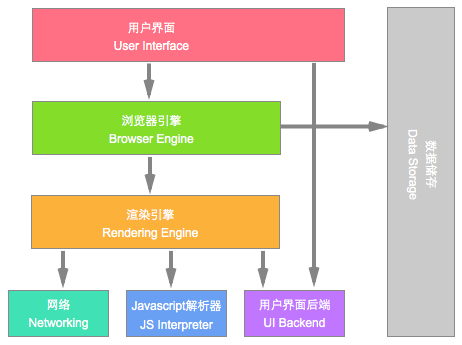 用户界面
User Interface
浏览器引擎
Browser Engine
数据储存
Data Storage
渲染引擎
Rendering Engine
网络
Networking
Javascript解析器
JS Interpreter
用户界面后端
UI Backend